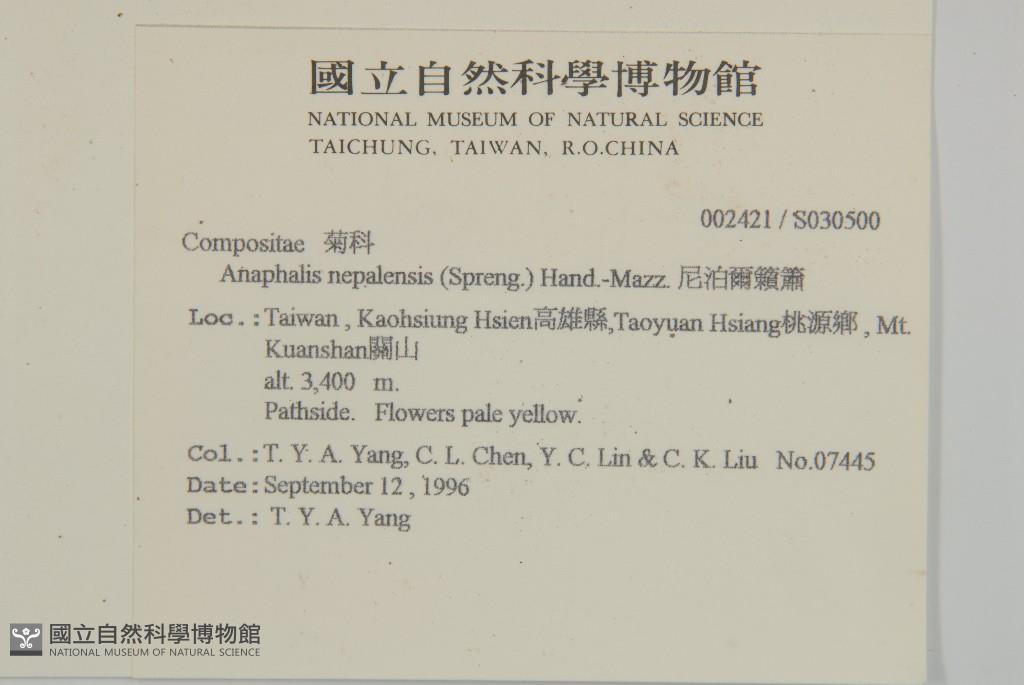 國立自然科學博物館
NATIONAL MUSEUM OF NATURAL SCIENCE
TAICHUNG, TAIWAN, R.O.CHINA
002421 / S030500
Compositae 菊科
Anaphalis nepalensis (Spreng.) Hand.-Mazz. 尼泊爾籟簫
Loc.:Taiwan , Kaohsiung Hsien高雄縣,Taoyuan Hsiang桃源鄉 , Mt.
Kuanshan關山
alt. 3,400 m.
Pathside. Flowers pale yellow.
Col.:T. Y. A. Yang, C. L. Chen, Y. C. Lin & C. K. Liu No.07445
Date:September 12 , 1996
Det.: T. Y. A. Yang
國立自然科學博物館
NATIONAL MUSEUM OF NATURAL SCIENCE